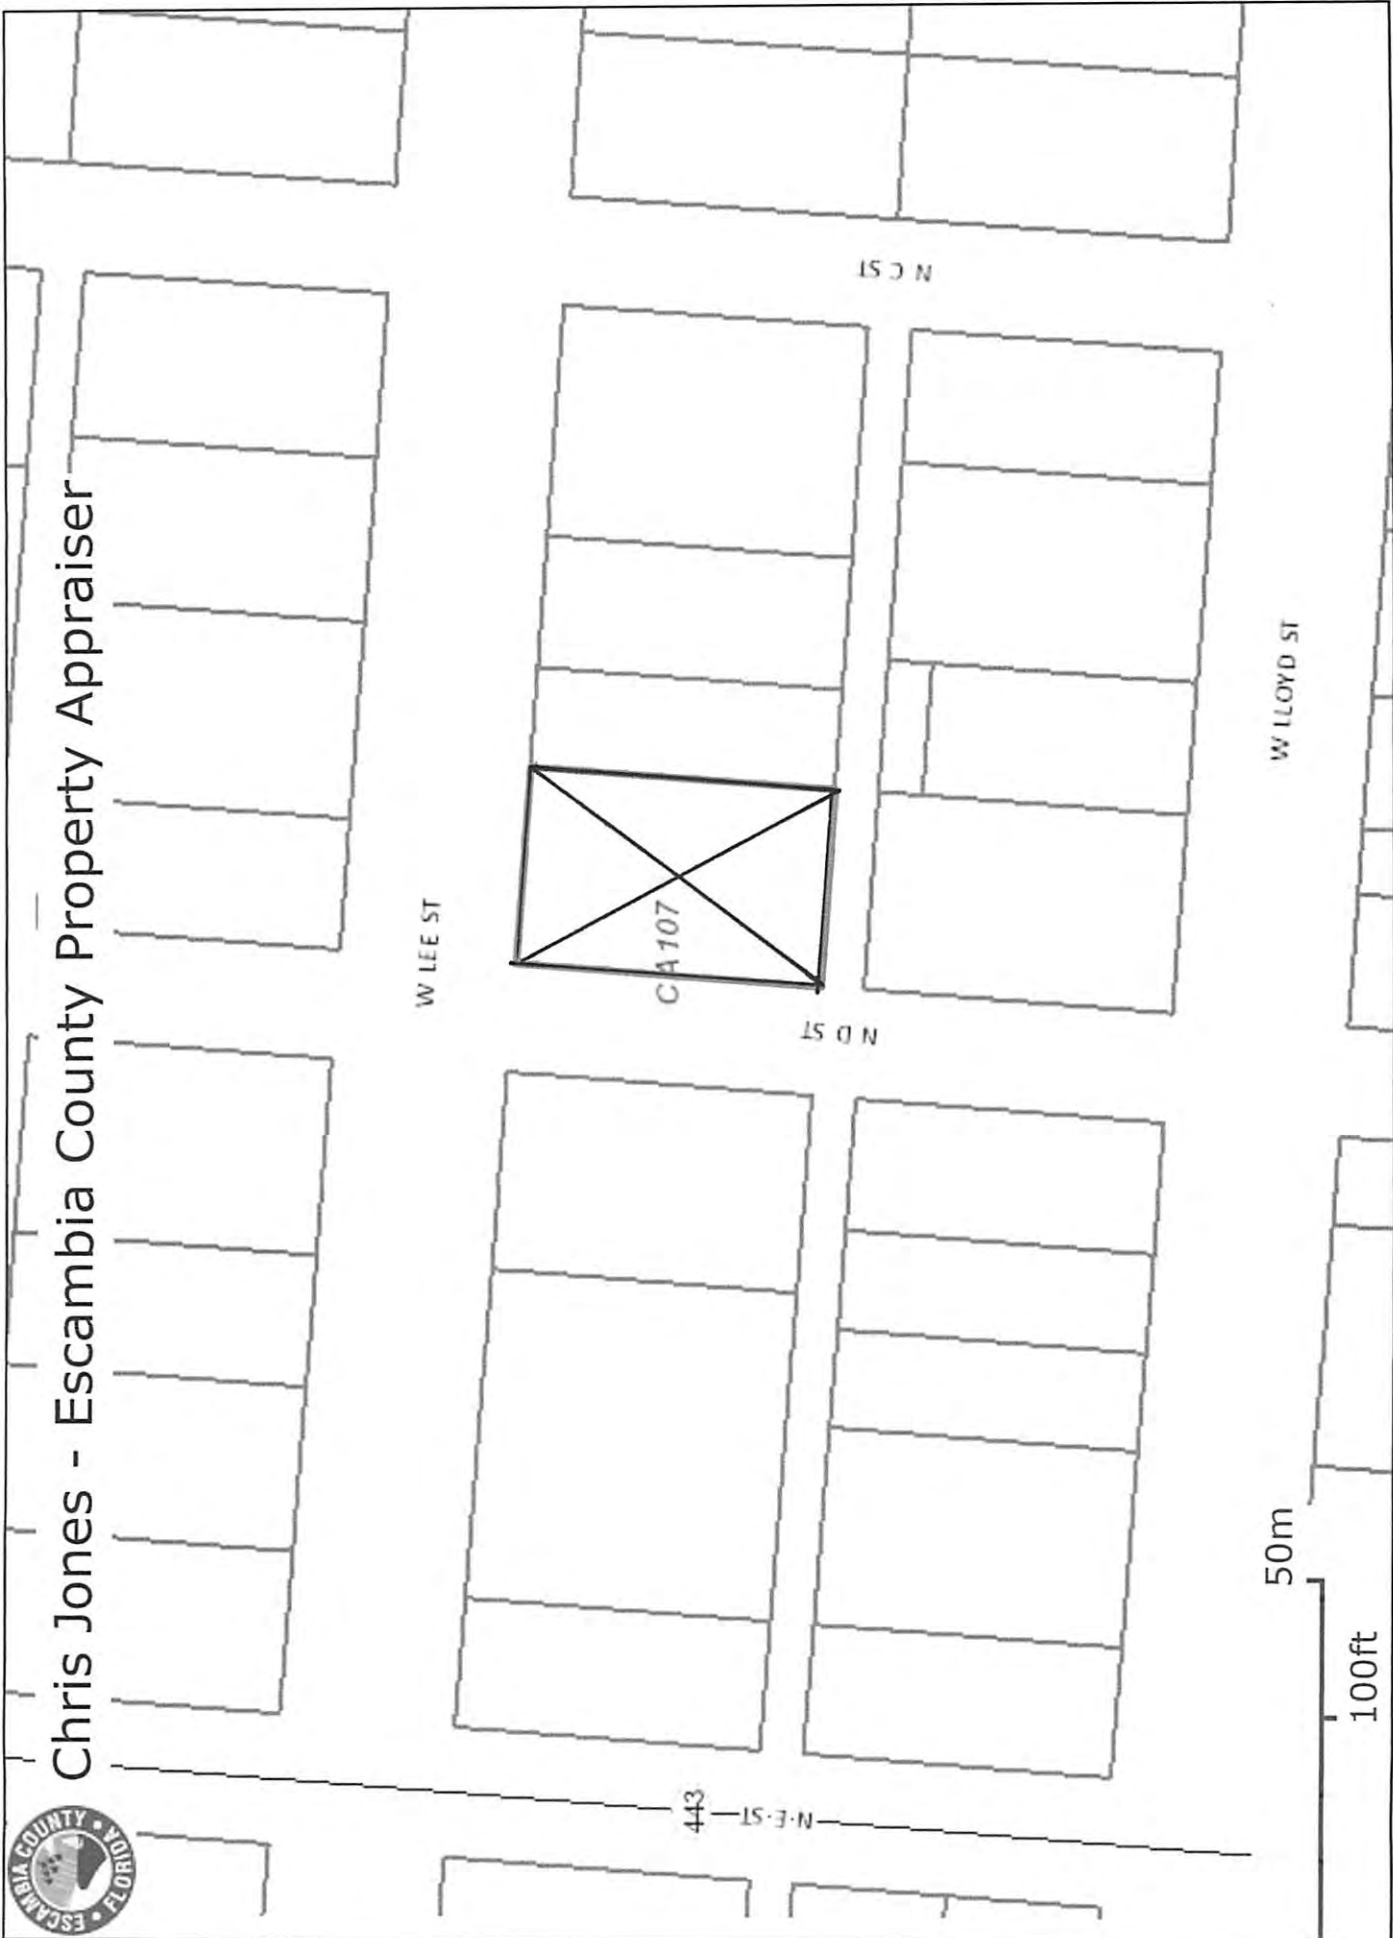 Chris Jones - Escambia County Property Appraiser
ESCAMBIA COUNTY • FLORIDA •
W LEE ST
N C ST
CA107
N D ST
W LLOYD ST
443
N·E·ST
50m
100ft